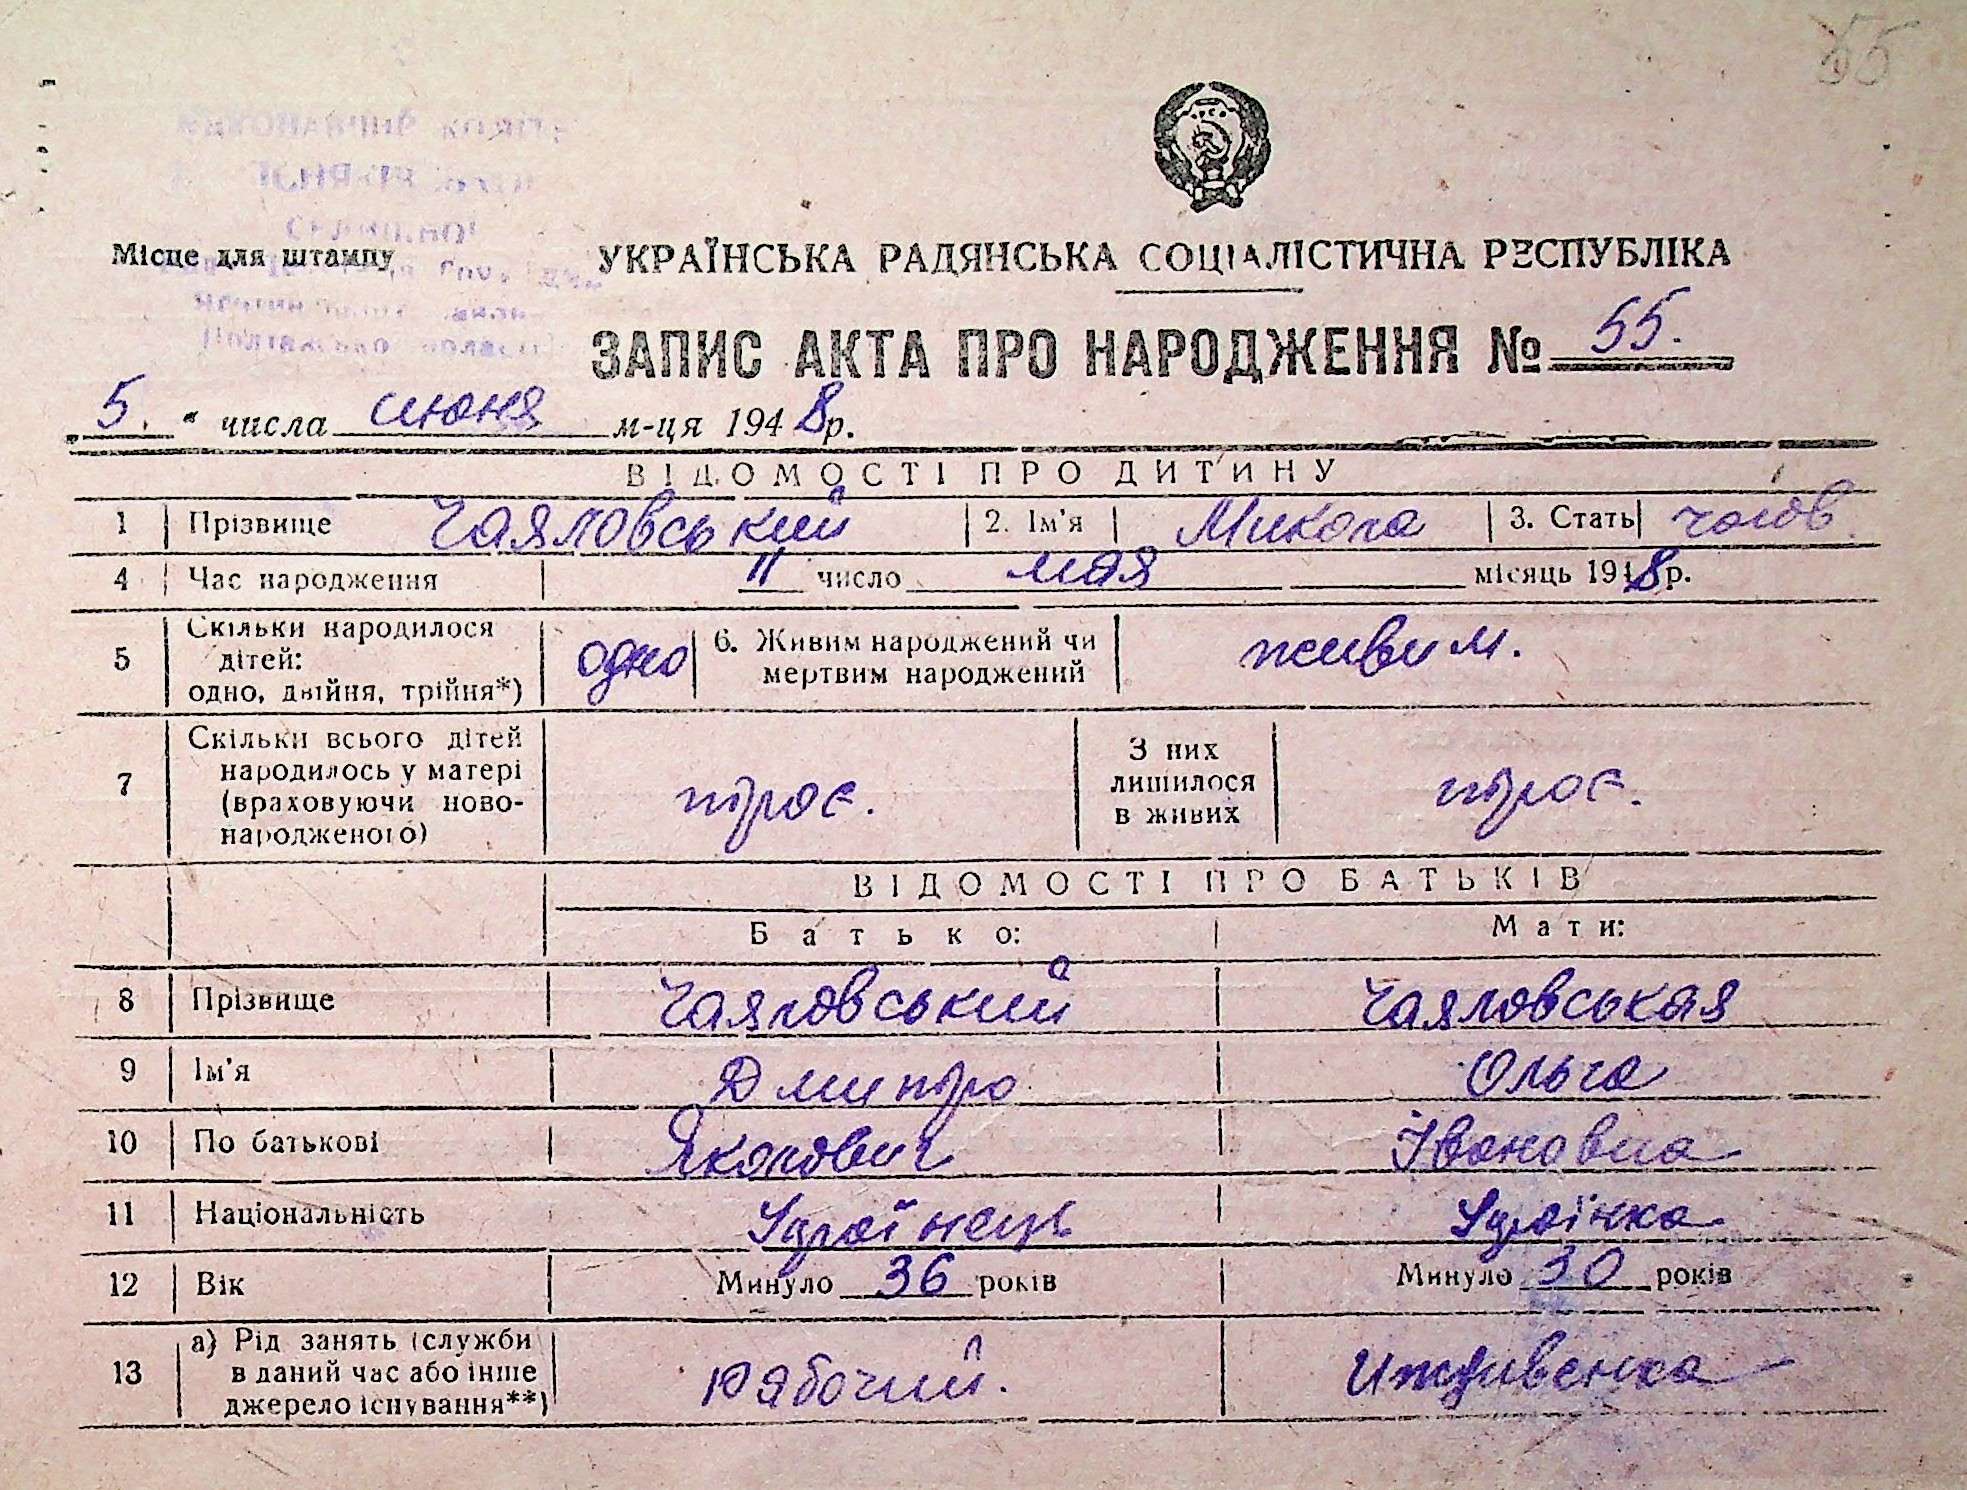 55
Місце для штампу
УКРАЇНСЬКА РАДЯНСЬКА СОЦІАЛІСТИЧНА РЕСПУБЛІКА
ЗАПИС АКТА ПРО НАРОДЖЕННЯ № 55.
5. " числа июня м-ця 1948 р.
ВІДОМОСТІ ПРО ДИТИНУ
1 Прізвище Чаяловський 2. Ім'я Микола 3. Стать чолов.
4 Час народження 11 число мая місяць 1948 р.
5 Скільки народилося дітей: одно, двійня, трійня*) одно 6. Живим народжений чи мертвим народжений живим.
7 Скільки всього дітей народилось у матері (враховуючи новонародженого) троє. З них лишилося в живих троє.
ВІДОМОСТІ ПРО БАТЬКІВ
Батько: Мати:
8 Прізвище Чаяловський Чаяловськая
9 Ім'я Дмитро Ольга
10 По батькові Якович Івановна
11 Національність Українець Українка
12 Вік Минуло 36 років Минуло 30 років
13 а) Рід занять (служби в даний час або інше джерело існування**) рабочий. Иждивенка